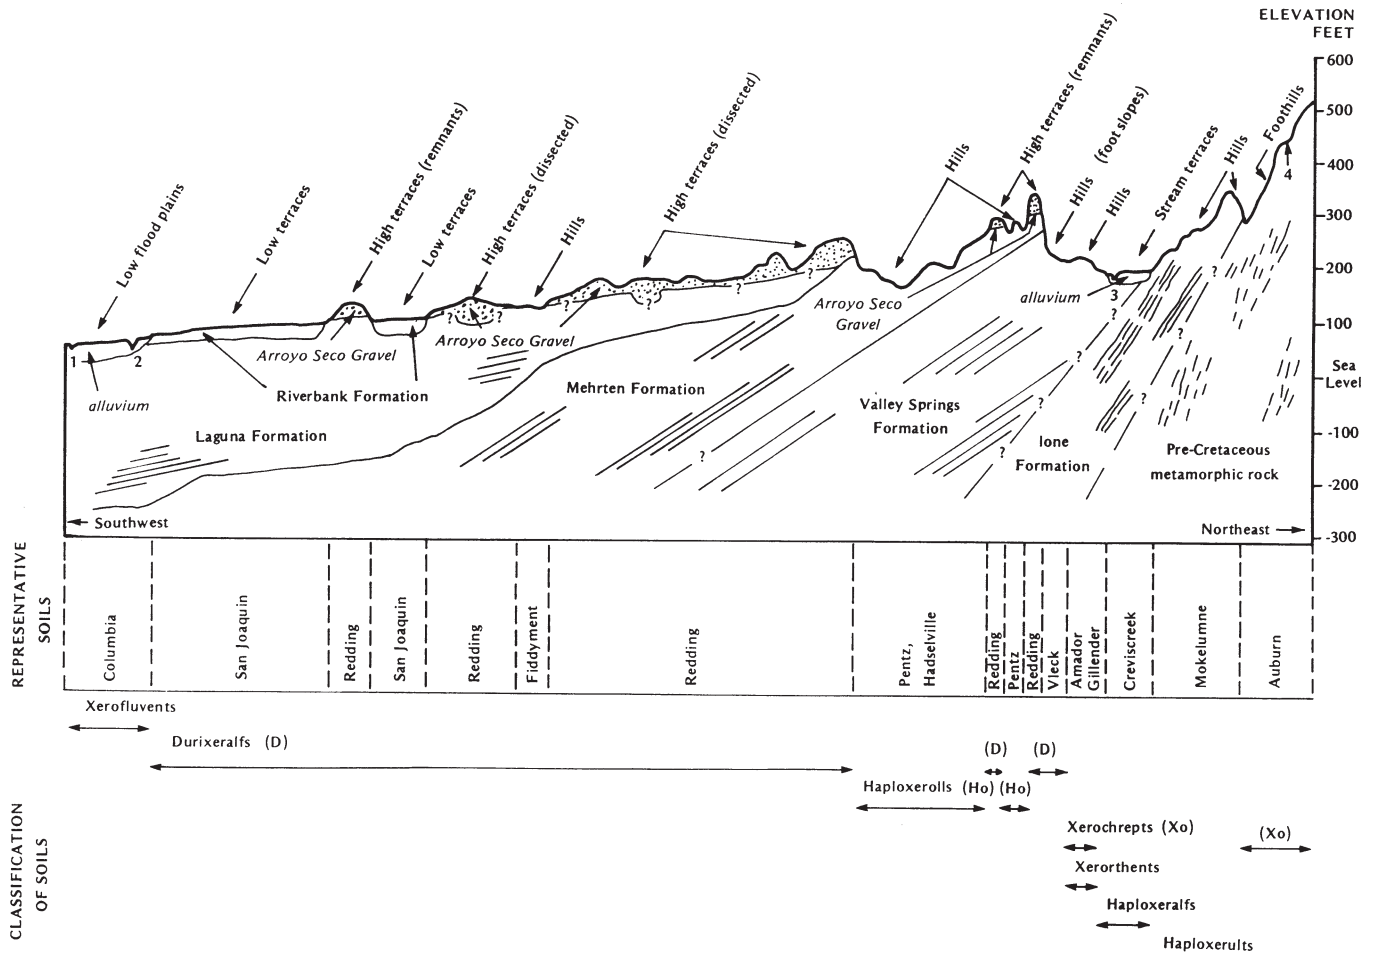 ELEVATION
FEET
600
500
400
300
200
100
Sea
Level
-100
-200
-300
Low flood plains
Low terraces
High terraces (remnants)
Low terraces
High terraces (dissected)
Hills
High terraces (dissected)
Hills
High terraces (remnants)
Hills (foot slopes)
Hills
Stream terraces
Hills
Foothills
4
1
2
3
alluvium
Arroyo Seco Gravel
Riverbank Formation
? ?
Arroyo Seco Gravel
? ? ? ?
Arroyo Seco
Gravel
alluvium
Laguna Formation
Mehrten Formation
?
Valley Springs
Formation
? ? ? ?
Ione
Formation
? ?
Pre-Cretaceous
metamorphic rock
Southwest
Northeast
REPRESENTATIVE
SOILS
Columbia
San Joaquin
Redding
San Joaquin
Redding
Fiddyment
Redding
Pentz,
Hadselville
Redding
Pentz
Redding
Vleck
Amador
Gillender
Creviscreek
Mokelumne
Auburn
CLASSIFICATION
OF SOILS
Xerofluvents
Durixeralfs (D)
(D) (D)
Haploxerolls (Ho) (Ho)
Xerochrepts (Xo)
(Xo)
Xerorthents
Haploxeralfs
Haploxerults